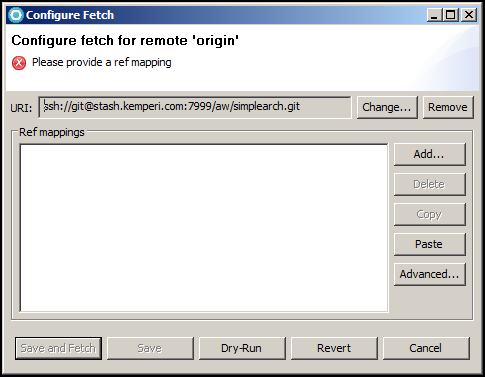 Configure Fetch
Configure fetch for remote 'origin'
Please provide a ref mapping
URI: ssh://git@stash.kemperi.com:7999/aw/simplearch.git Change... Remove
Ref mappings
Add...
Delete
Copy
Paste
Advanced...
Save and Fetch Save Dry-Run Revert Cancel